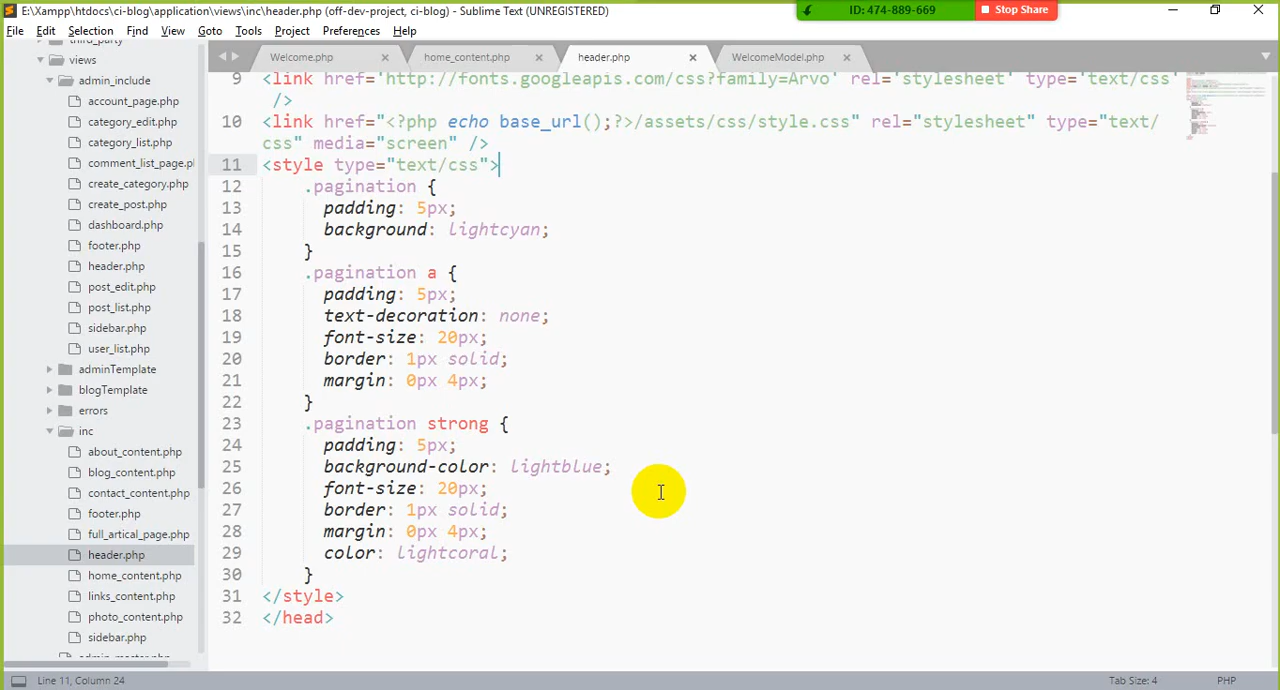 E:\Xampp\htdocs\ci-blog\application\views\inc\header.php (off-dev-project, ci-blog) - Sublime Text (UNREGISTERED)
ID: 474-889-669
Stop Share
File Edit Selection Find View Goto Tools Project Preferences Help
Welcome.php
home_content.php
header.php
WelcomeModel.php
third_party
views
admin_include
account_page.php
category_edit.php
category_list.php
comment_list_page.pl
create_category.php
create_post.php
dashboard.php
footer.php
header.php
post_edit.php
post_list.php
sidebar.php
user_list.php
adminTemplate
blogTemplate
errors
inc
about_content.php
blog_content.php
contact_content.php
footer.php
full_artical_page.php
header.php
home_content.php
links_content.php
photo_content.php
sidebar.php
admin_master.php
9 <link href='http://fonts.googleapis.com/css?family=Arvo' rel='stylesheet' type='text/css'
/>
10 <link href="<?php echo base_url();?>/assets/css/style.css" rel="stylesheet" type="text/
css" media="screen" />
11 <style type="text/css">
12 .pagination {
13 padding: 5px;
14 background: lightcyan;
15 }
16 .pagination a {
17 padding: 5px;
18 text-decoration: none;
19 font-size: 20px;
20 border: 1px solid;
21 margin: 0px 4px;
22 }
23 .pagination strong {
24 padding: 5px;
25 background-color: lightblue;
26 font-size: 20px;
27 border: 1px solid;
28 margin: 0px 4px;
29 color: lightcoral;
30 }
31 </style>
32 </head>
Line 11, Column 24
Tab Size: 4
PHP